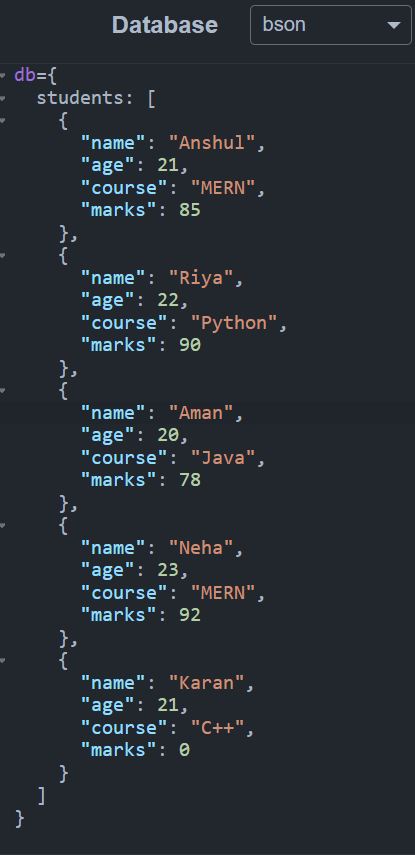 Database bson
db={
  students: [
    {
      "name": "Anshul",
      "age": 21,
      "course": "MERN",
      "marks": 85
    },
    {
      "name": "Riya",
      "age": 22,
      "course": "Python",
      "marks": 90
    },
    {
      "name": "Aman",
      "age": 20,
      "course": "Java",
      "marks": 78
    },
    {
      "name": "Neha",
      "age": 23,
      "course": "MERN",
      "marks": 92
    },
    {
      "name": "Karan",
      "age": 21,
      "course": "C++",
      "marks": 0
    }
  ]
}